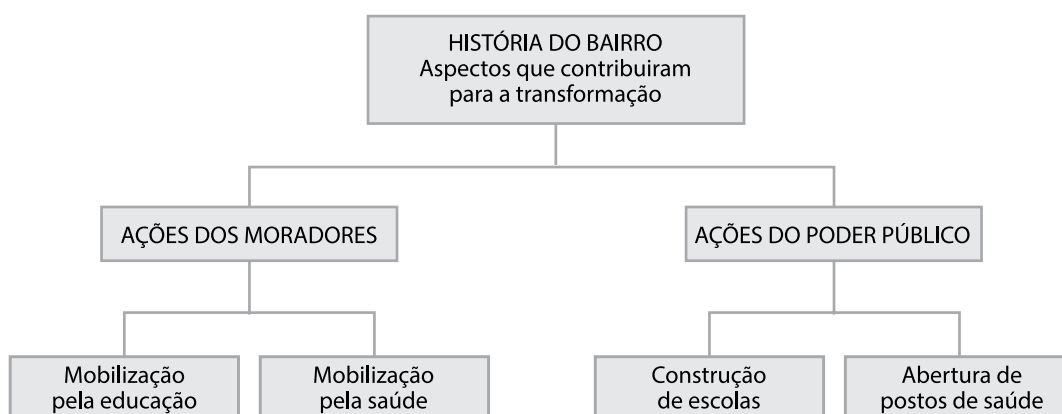 HISTÓRIA DO BAIRRO
Aspectos que contribuiram
para a transformação
AÇÕES DOS MORADORES
AÇÕES DO PODER PÚBLICO
Mobilização
pela educação
Mobilização
pela saúde
Construção
de escolas
Abertura de
postos de saúde